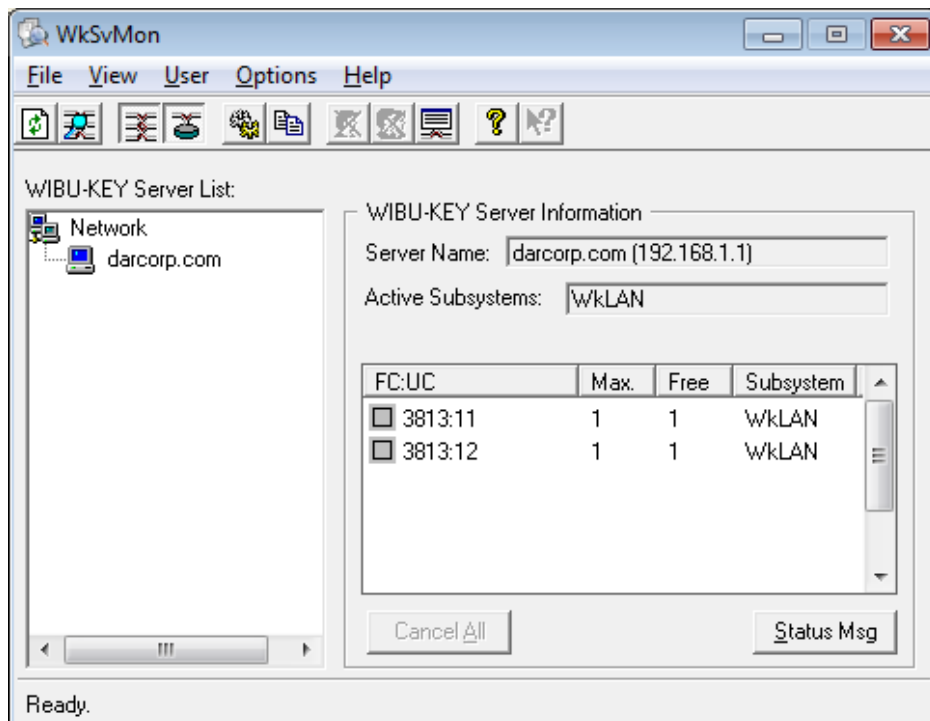 WkSvMon
File View User Options Help
WIBU-KEY Server List:
Network
darcorp.com
WIBU-KEY Server Information
Server Name: darcorp.com (192.168.1.1)
Active Subsystems: WkLAN
FC:UC Max. Free Subsystem
3813:11 1 1 WkLAN
3813:12 1 1 WkLAN
Cancel All Status Msg
Ready.